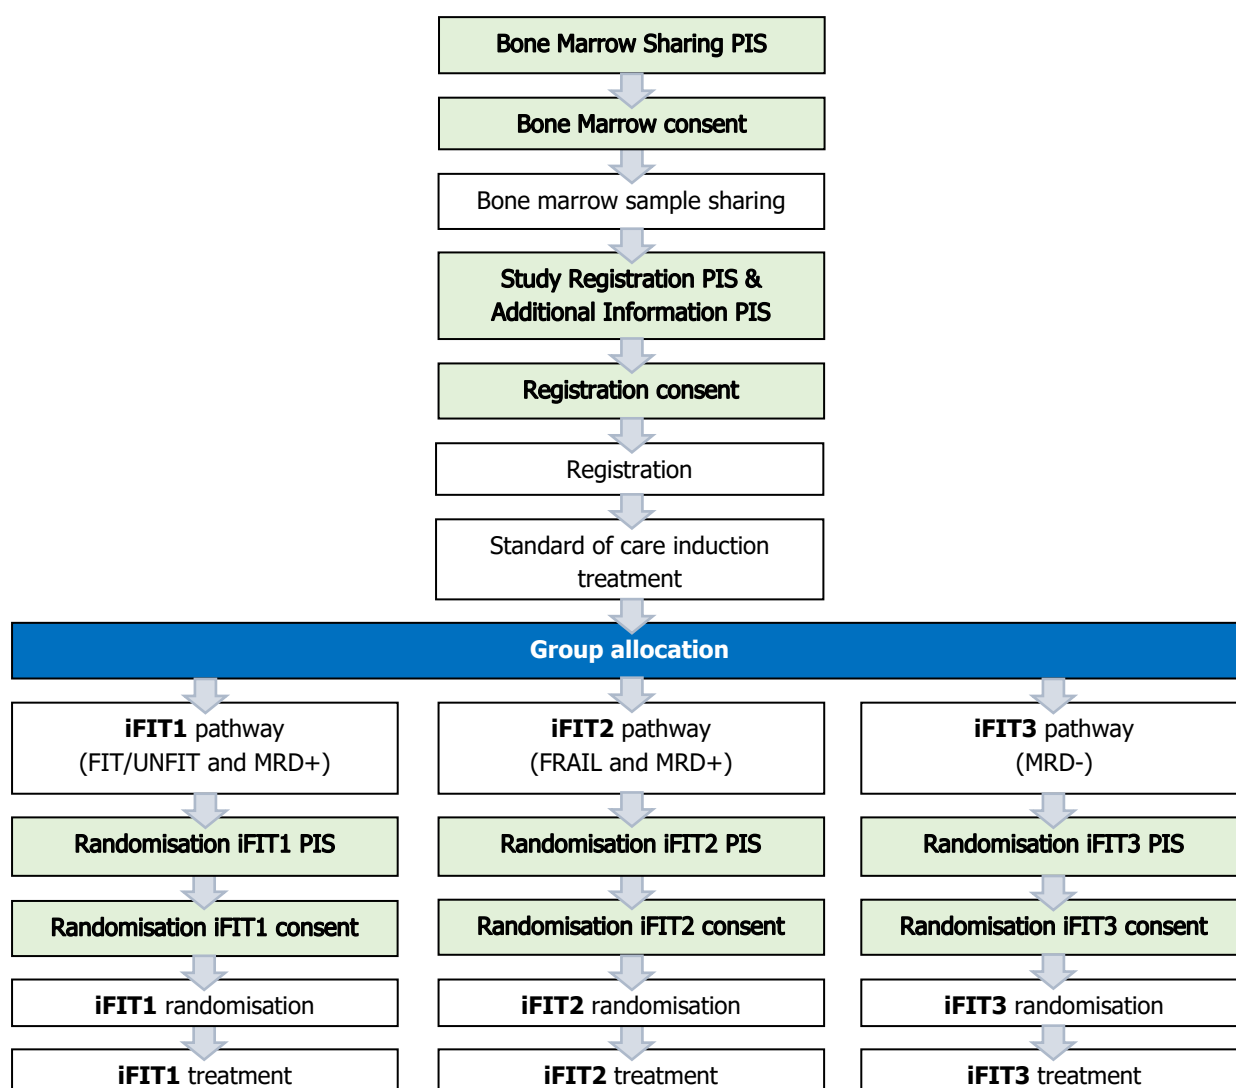 Bone Marrow Sharing PIS
Bone Marrow consent
Bone marrow sample sharing
Study Registration PIS &
Additional Information PIS
Registration consent
Registration
Standard of care induction
treatment
Group allocation
iFIT1 pathway
(FIT/UNFIT and MRD+)
iFIT2 pathway
(FRAIL and MRD+)
iFIT3 pathway
(MRD-)
Randomisation iFIT1 PIS
Randomisation iFIT2 PIS
Randomisation iFIT3 PIS
Randomisation iFIT1 consent
Randomisation iFIT2 consent
Randomisation iFIT3 consent
iFIT1 randomisation
iFIT2 randomisation
iFIT3 randomisation
iFIT1 treatment
iFIT2 treatment
iFIT3 treatment